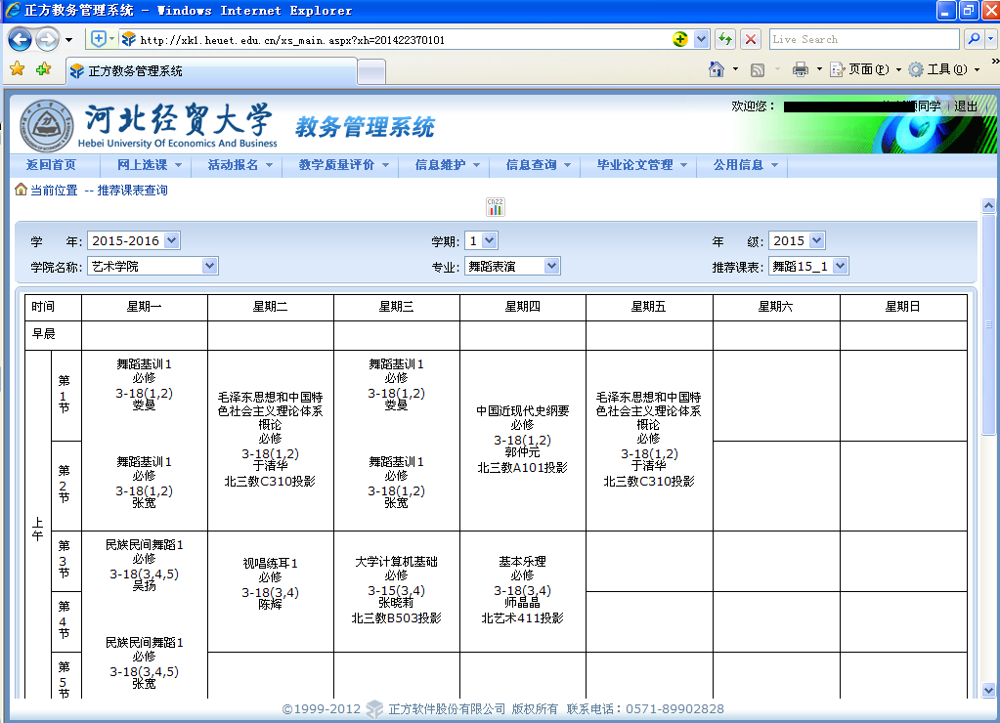 正方教务管理系统 - Windows Internet Explorer
http://xk1.heuet.edu.cn/xs_main.aspx?xh=201422370101
Live Search
正方教务管理系统
页面(P)
工具(O)
河北经贸大学
Hebei University Of Economics And Business
教务管理系统
欢迎您：
同学 退出
返回首页 网上选课 活动报名 教学质量评价 信息维护 信息查询 毕业论文管理 公用信息
当前位置 -- 推荐课表查询
CNZZ
学 年: 2015-2016 学期: 1 年 级: 2015
学院名称: 艺术学院 专业: 舞蹈表演 推荐课表: 舞蹈15_1
时间 星期一 星期二 星期三 星期四 星期五 星期六 星期日
早晨
上午
第1节
舞蹈基训1
必修
3-18(1,2)
娄曼
舞蹈基训1
必修
3-18(1,2)
张宽
毛泽东思想和中国特
色社会主义理论体系
概论
必修
3-18(1,2)
于清华
北三教C310投影
舞蹈基训1
必修
3-18(1,2)
娄曼
舞蹈基训1
必修
3-18(1,2)
张宽
中国近现代史纲要
必修
3-18(1,2)
郭仲元
北三教A101投影
毛泽东思想和中国特
色社会主义理论体系
概论
必修
3-18(1,2)
于清华
北三教C310投影
第2节
第3节
民族民间舞蹈1
必修
3-18(3,4,5)
吴扬
民族民间舞蹈1
必修
3-18(3,4,5)
张宽
视唱练耳1
必修
3-18(3,4)
陈辉
大学计算机基础
必修
3-15(3,4)
张晓莉
北三教B503投影
基本乐理
必修
3-18(3,4)
师晶晶
北艺术411投影
第4节
第5节
©1999-2012 正方软件股份有限公司 版权所有 联系电话：0571-89902828